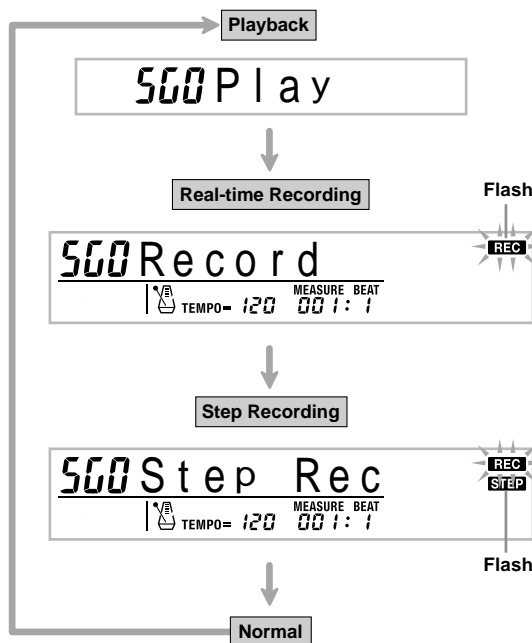 Playback
SG0 Play
Real-time Recording
Flash
REC
SG0 Record
TEMPO= 120 MEASURE BEAT 001: 1
Step Recording
REC
STEP
SG0 Step Rec
TEMPO= 120 MEASURE BEAT 001: 1
Flash
Normal